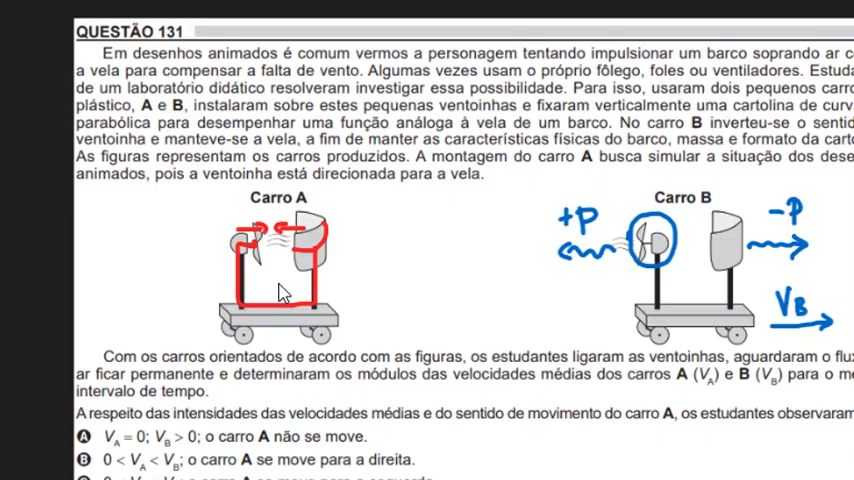 QUESTÃO 131
Em desenhos animados é comum vermos a personagem tentando impulsionar um barco soprando ar co
a vela para compensar a falta de vento. Algumas vezes usam o próprio fôlego, foles ou ventiladores. Estuda
de um laboratório didático resolveram investigar essa possibilidade. Para isso, usaram dois pequenos carro
plástico, A e B, instalaram sobre estes pequenas ventoinhas e fixaram verticalmente uma cartolina de curva
parabólica para desempenhar uma função análoga à vela de um barco. No carro B inverteu-se o sentid
ventoinha e manteve-se a vela, a fim de manter as características físicas do barco, massa e formato da carto
As figuras representam os carros produzidos. A montagem do carro A busca simular a situação dos dese
animados, pois a ventoinha está direcionada para a vela.
Carro A
Carro B
+P
-P
VB
Com os carros orientados de acordo com as figuras, os estudantes ligaram as ventoinhas, aguardaram o flux
ar ficar permanente e determinaram os módulos das velocidades médias dos carros A (VA) e B (VB) para o me
intervalo de tempo.
A respeito das intensidades das velocidades médias e do sentido de movimento do carro A, os estudantes observaram
A VA = 0; VB > 0; o carro A não se move.
B 0 < VA < VB; o carro A se move para a direita.